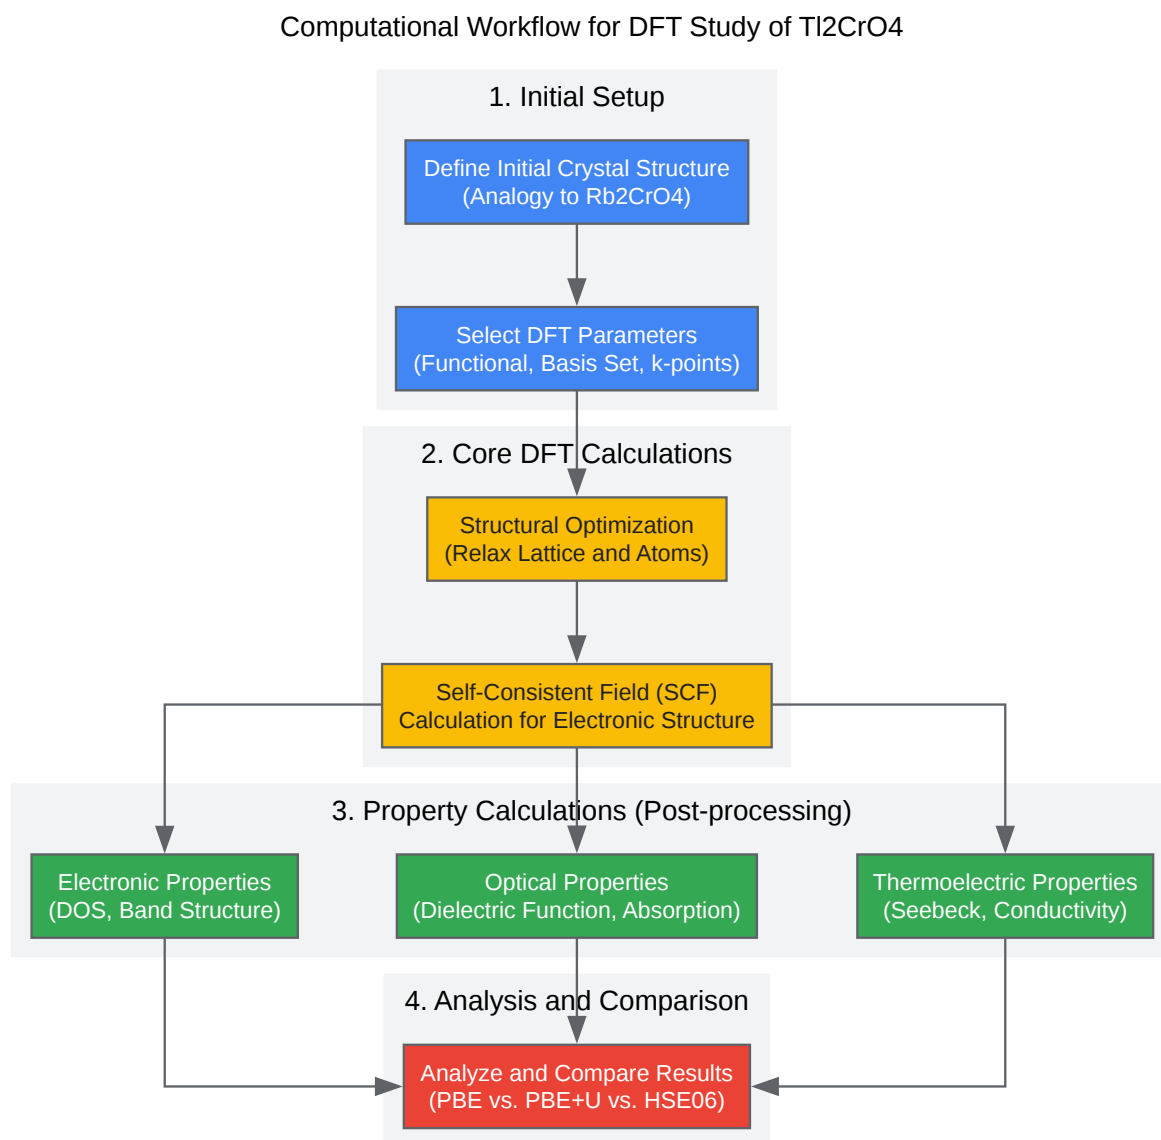 Computational Workflow for DFT Study of Tl2CrO4
1. Initial Setup
Define Initial Crystal Structure
(Analogy to Rb2CrO4)
Select DFT Parameters
(Functional, Basis Set, k-points)
2. Core DFT Calculations
Structural Optimization
(Relax Lattice and Atoms)
Self-Consistent Field (SCF)
Calculation for Electronic Structure
3. Property Calculations (Post-processing)
Electronic Properties
(DOS, Band Structure)
Optical Properties
(Dielectric Function, Absorption)
Thermoelectric Properties
(Seebeck, Conductivity)
4. Analysis and Comparison
Analyze and Compare Results
(PBE vs. PBE+U vs. HSE06)